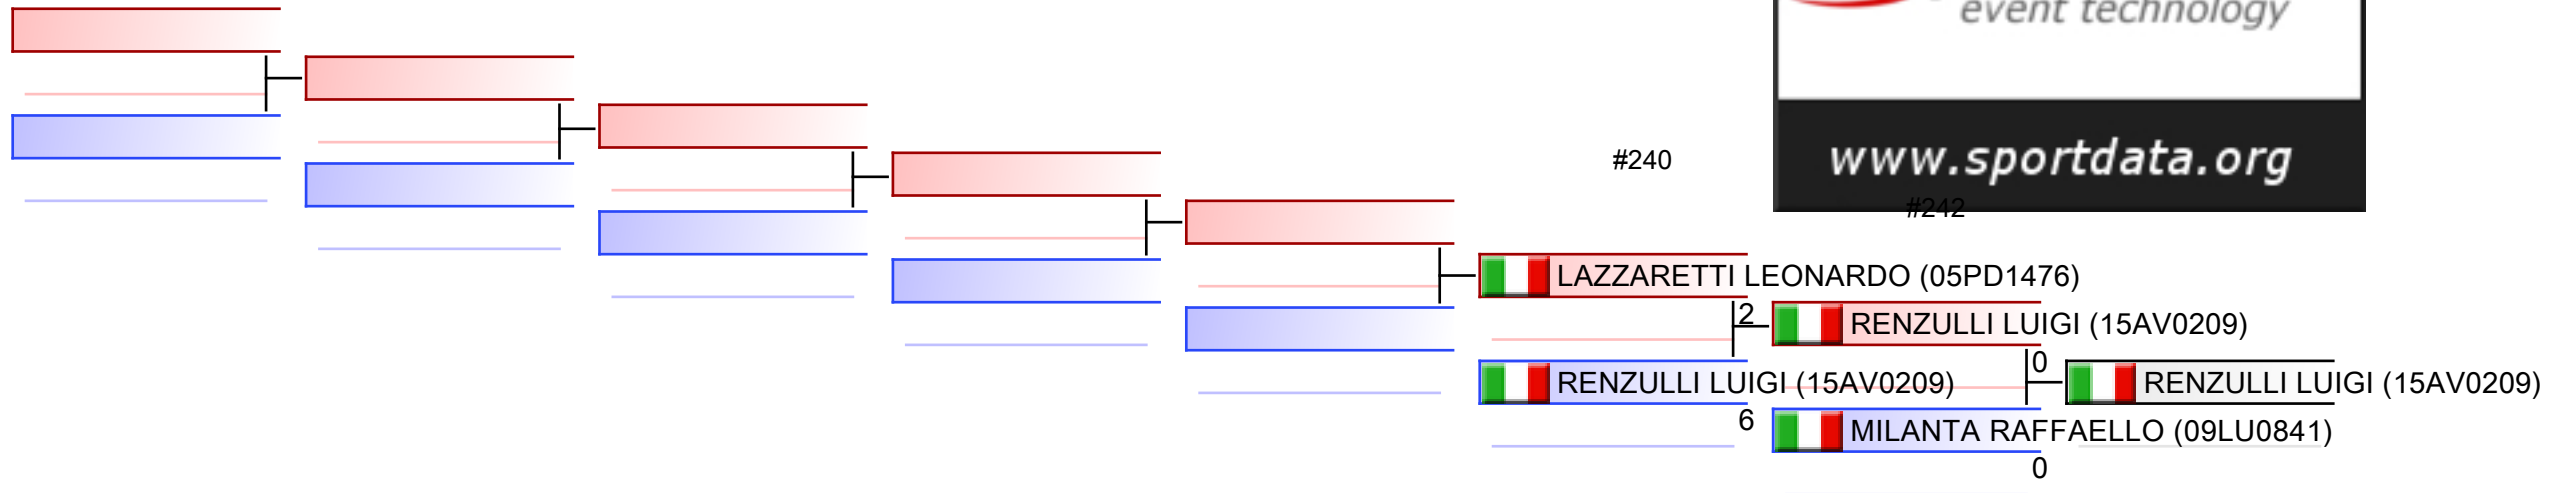 event technology
www.sportdata.org
#240
#242
LAZZARETTI LEONARDO (05PD1476)
2
RENZULLI LUIGI (15AV0209)
0
RENZULLI LUIGI (15AV0209)
RENZULLI LUIGI (15AV0209)
6
MILANTA RAFFAELLO (09LU0841)
0